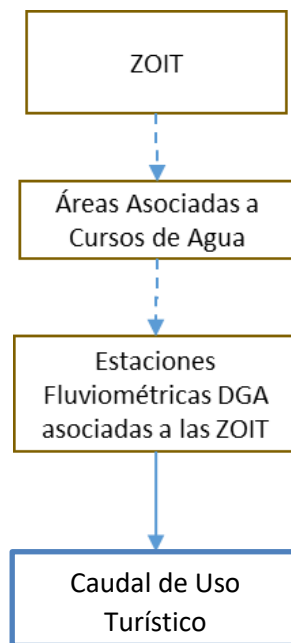 ZOIT
Áreas Asociadas a
Cursos de Agua
Estaciones
Fluviométricas DGA
asociadas a las ZOIT
Caudal de Uso
Turístico